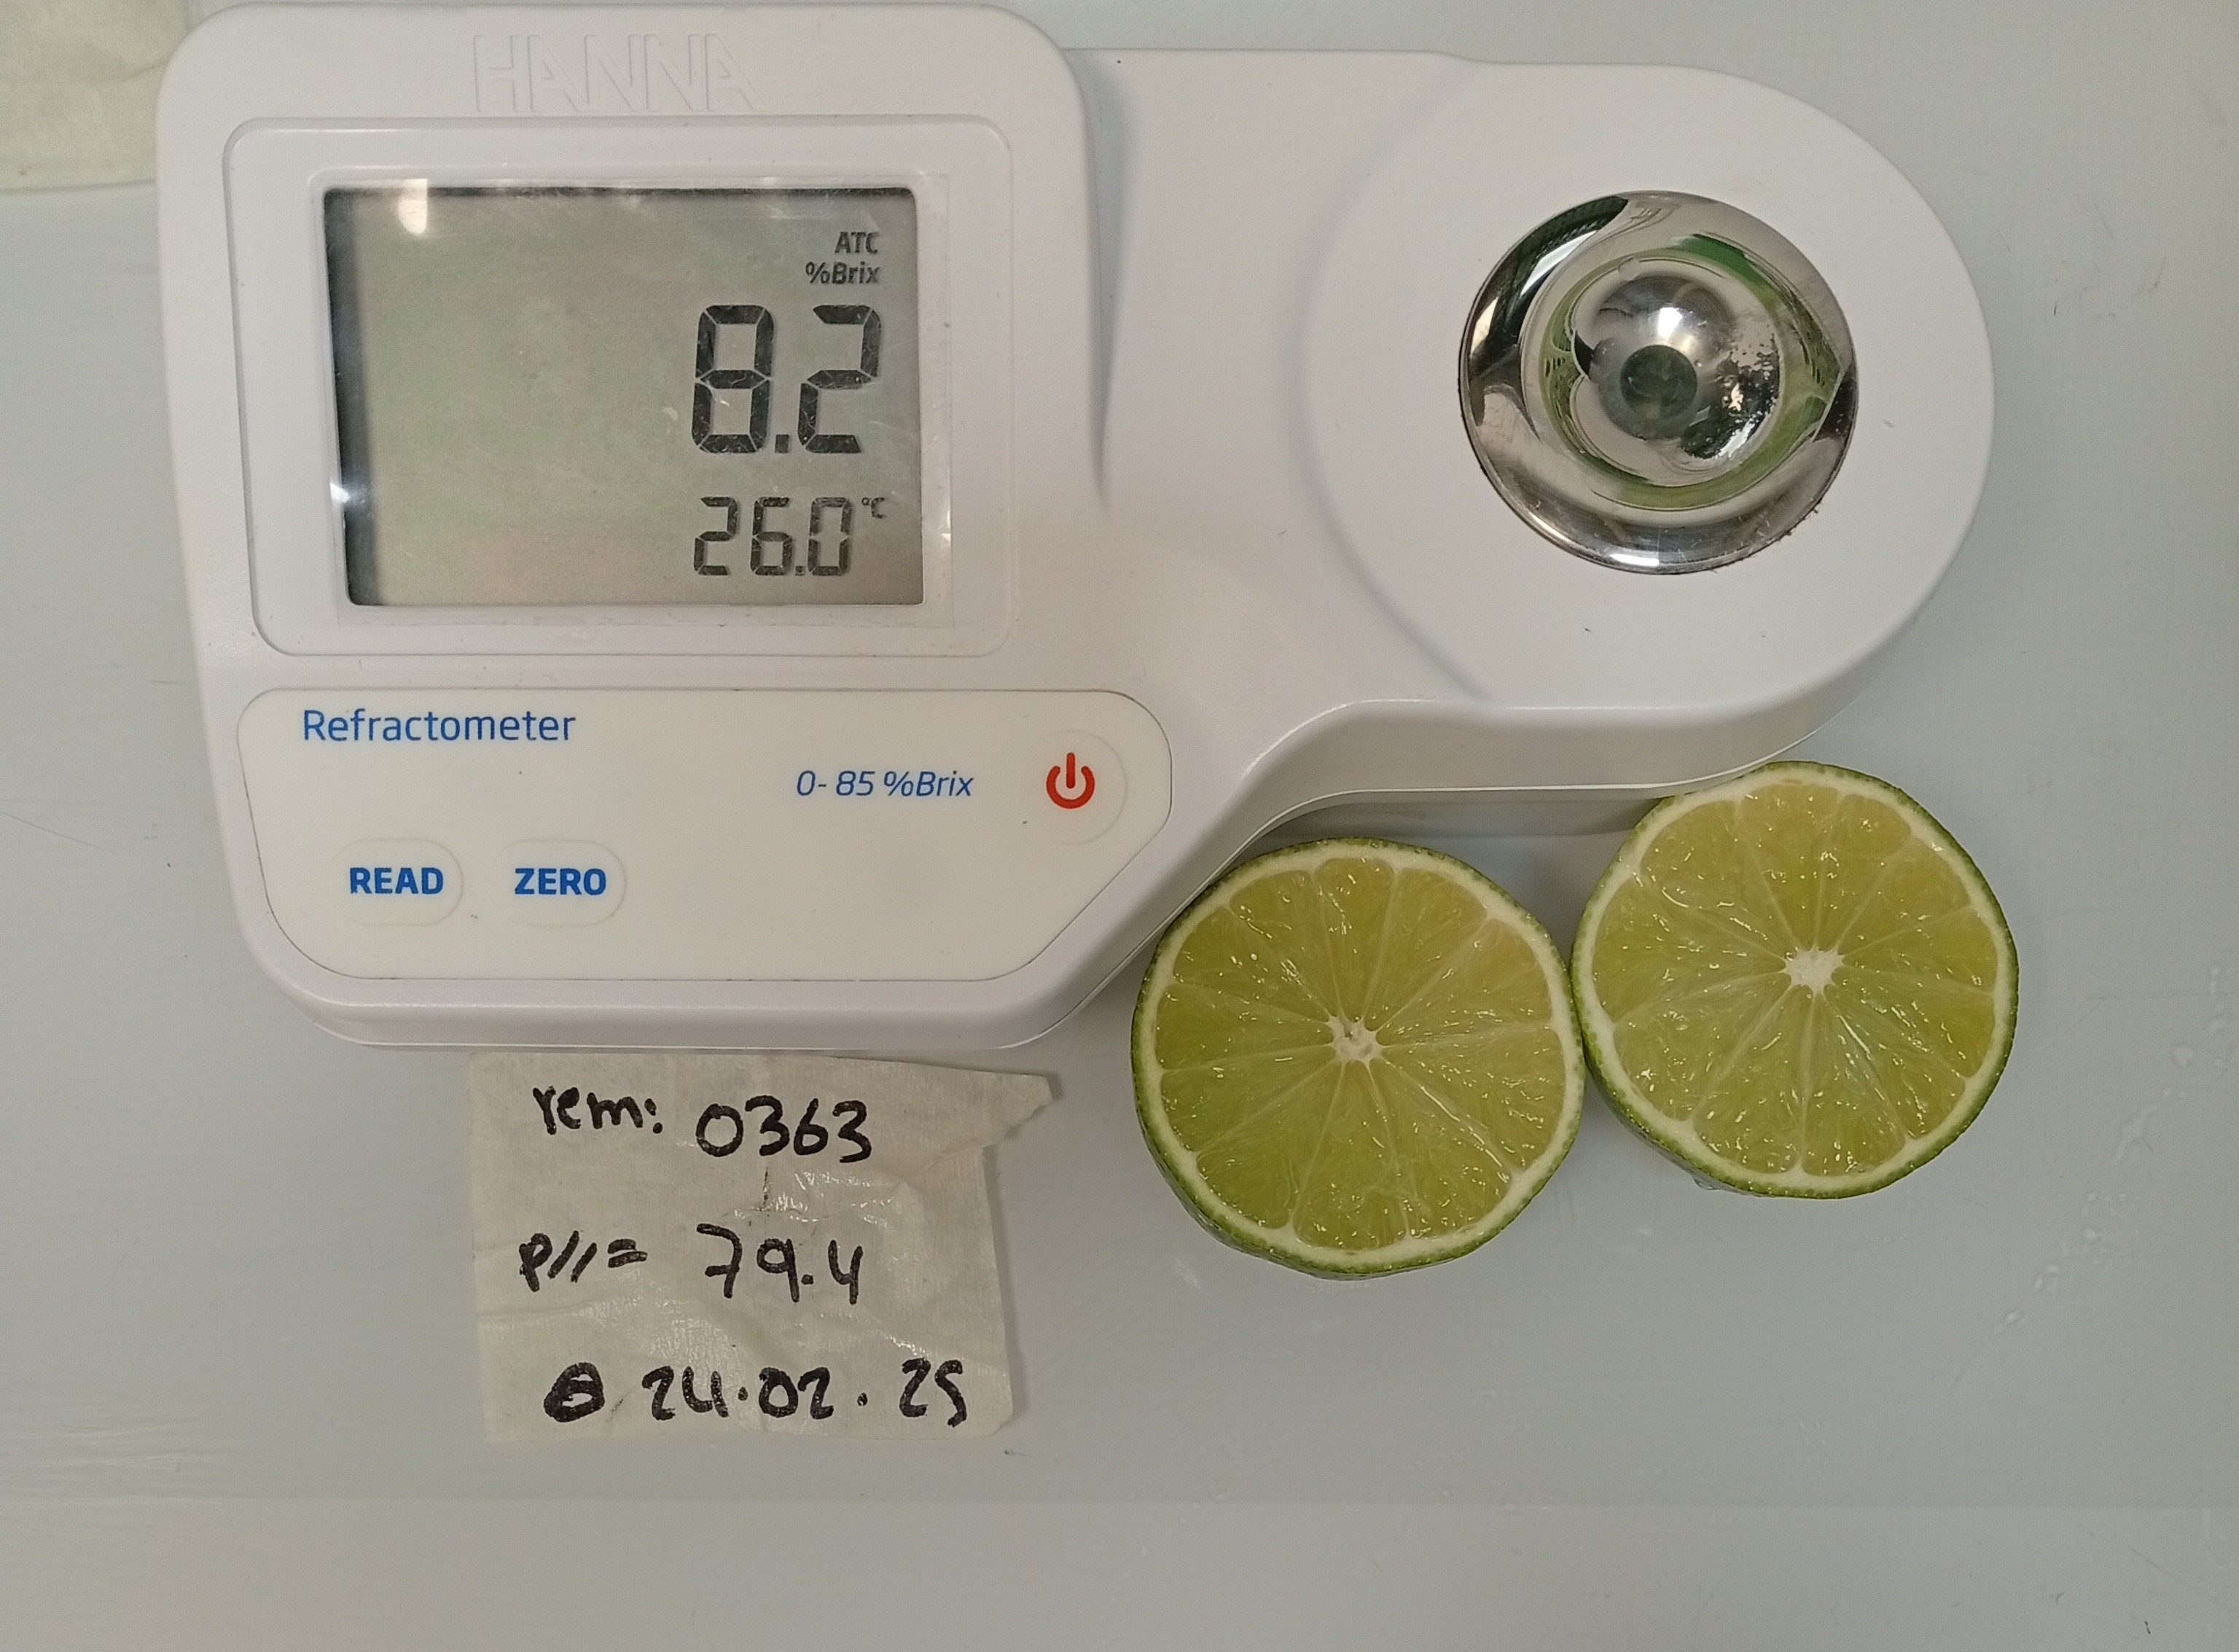 HANNA
ATC
%Brix
8.2
26.0°C
Refractometer
0-85 %Brix
READ ZERO
rem: 0363
p//= 79.4
θ 24.02.25